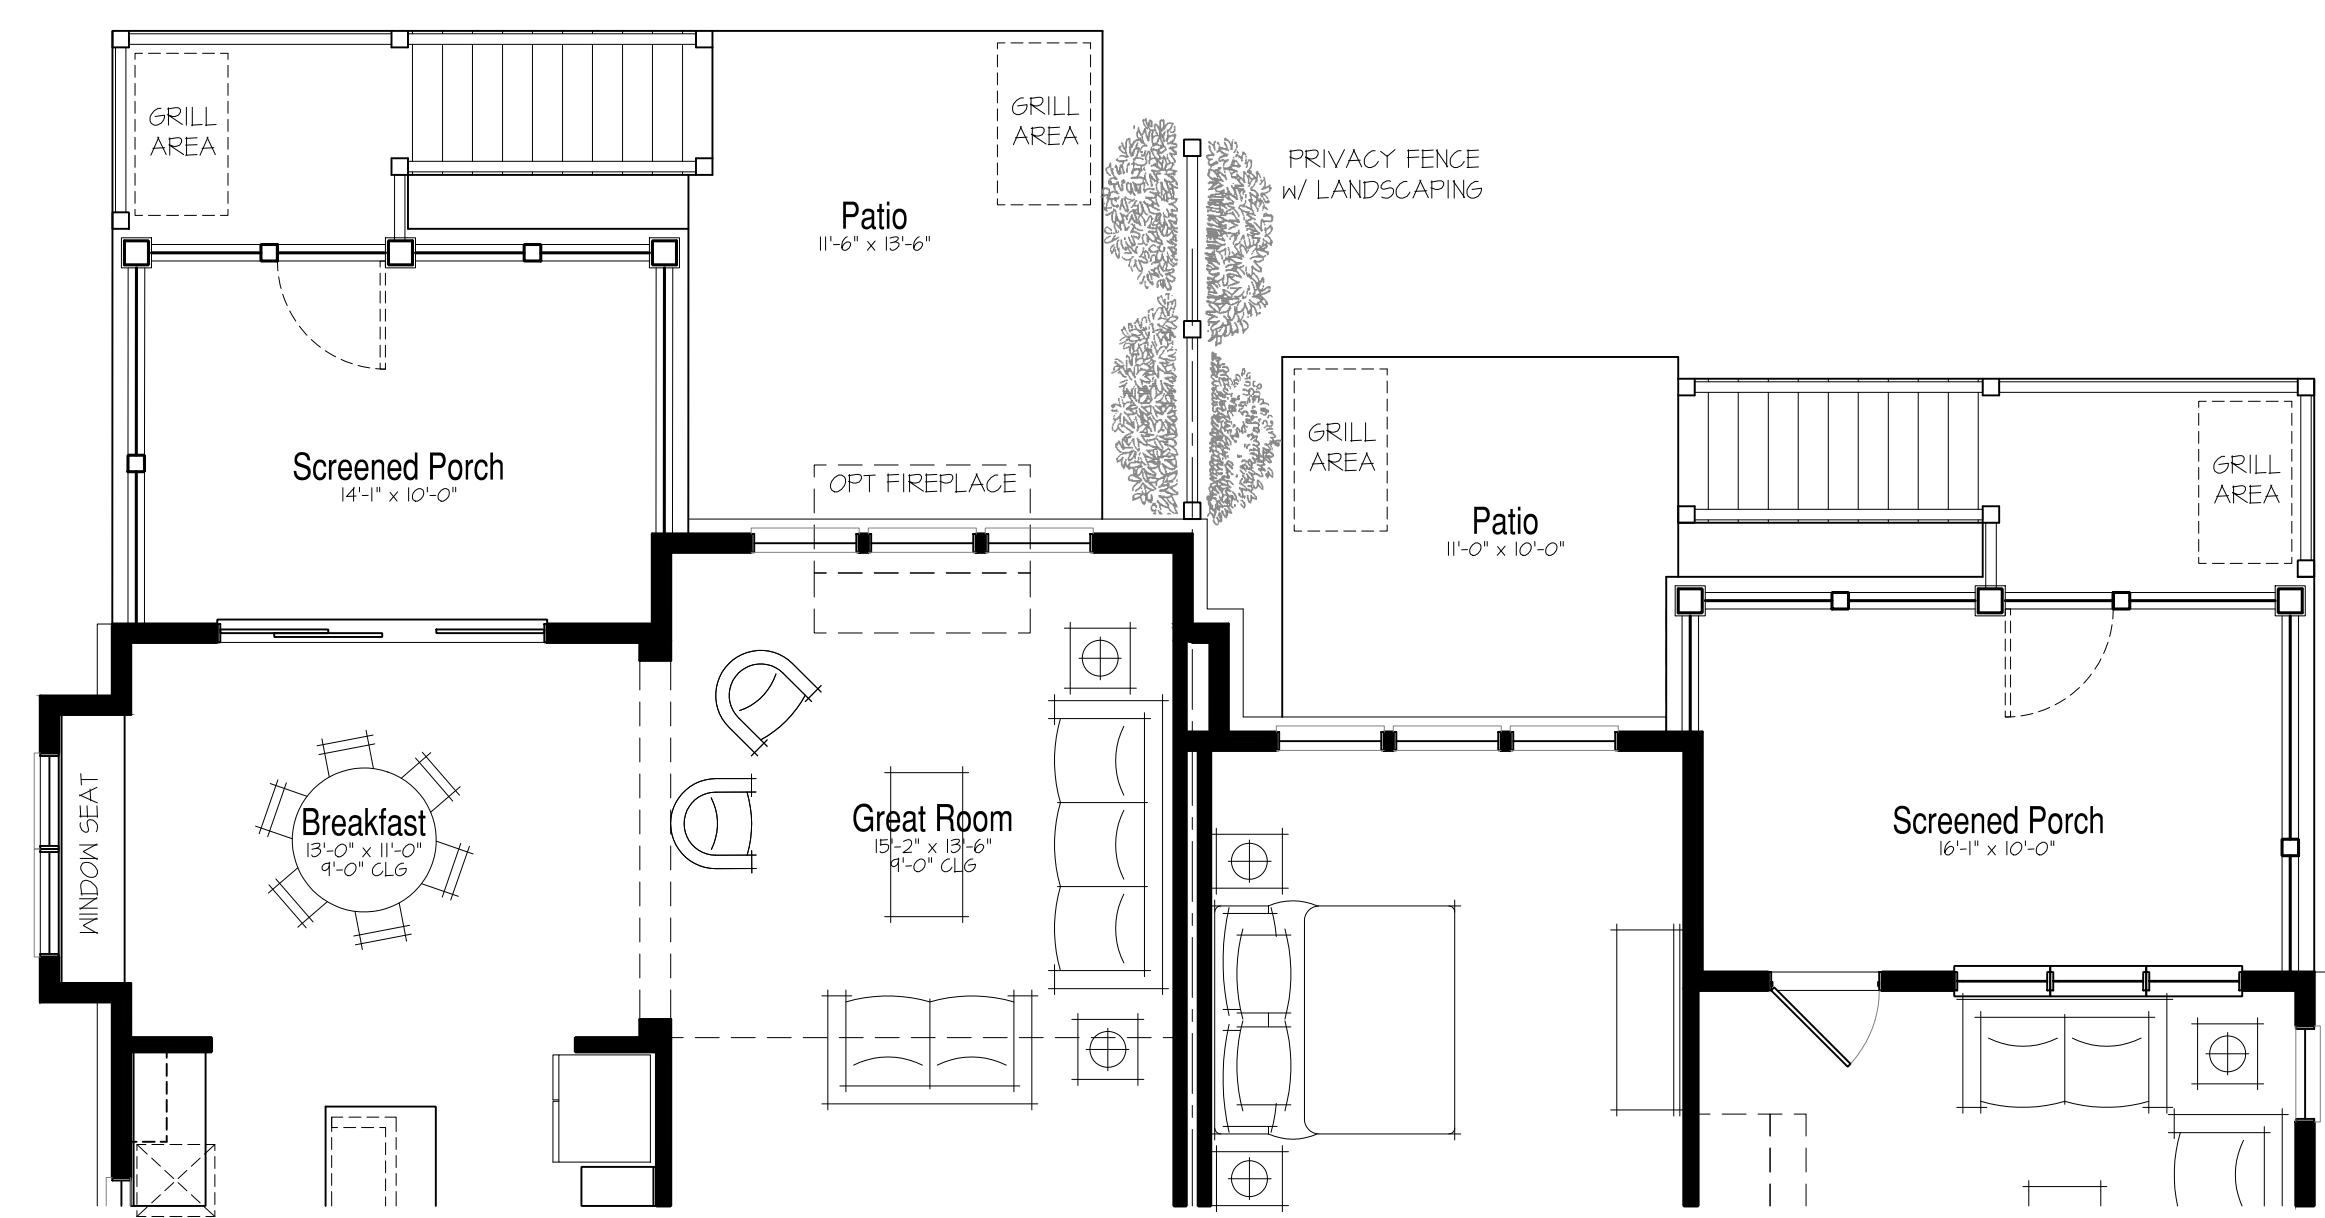 GRILL
AREA
GRILL
AREA
PRIVACY FENCE
W/ LANDSCAPING
Patio
11'-6" x 13'-6"
Screened Porch
14'-1" x 10'-0"
OPT FIREPLACE
GRILL
AREA
GRILL
AREA
Patio
11'-0" x 10'-0"
WINDOW SEAT
Breakfast
13'-0" x 11'-0"
9'-0" CLG
Great Room
15'-2" x 13'-6"
9'-0" CLG
Screened Porch
16'-1" x 10'-0"